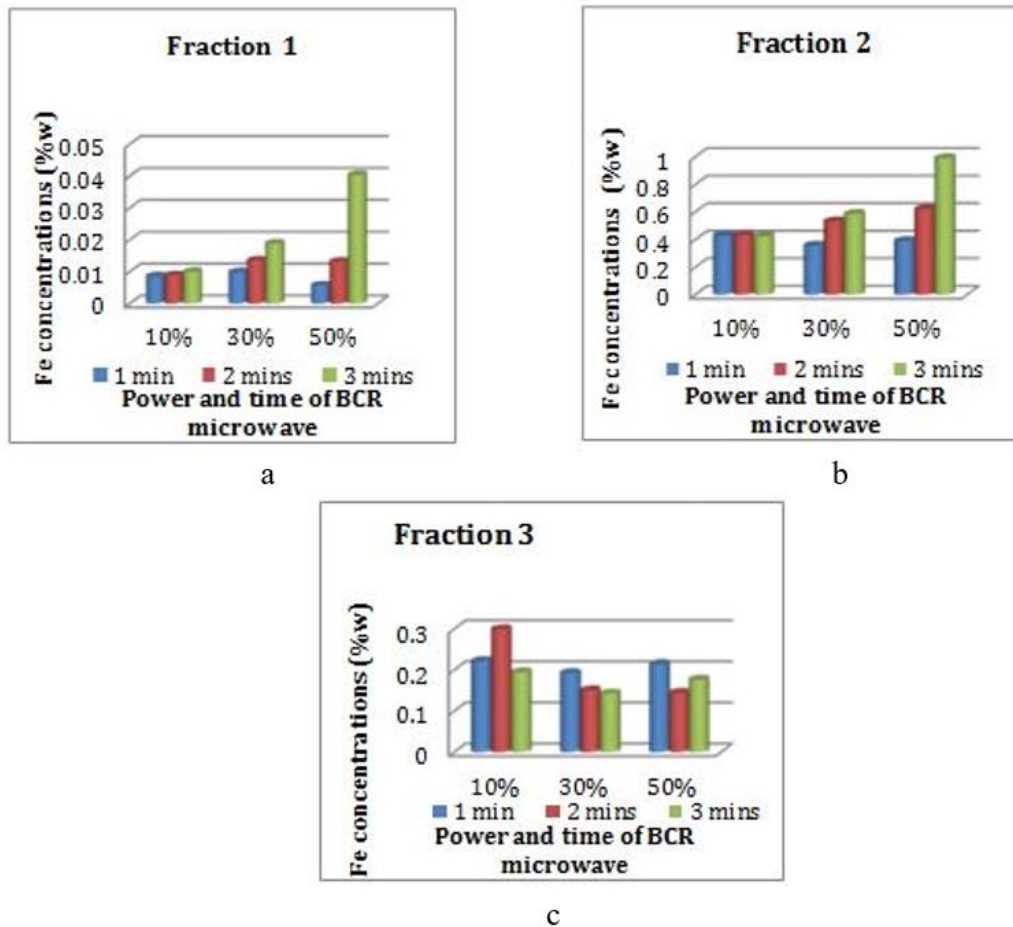 Fraction 1
Fe concentrations (%w)
0.05
0.04
0.03
0.02
0.01
0
10% 30% 50%
1 min 2 mins 3 mins
Power and time of BCR
microwave
a
Fraction 2
Fe concentrations (%w)
1
0.8
0.6
0.4
0.2
0
10% 30% 50%
1 min 2 mins 3 mins
Power and time of BCR
microwave
b
Fraction 3
Fe concentrations (%w)
0.3
0.2
0.1
0
10% 30% 50%
1 min 2 mins 3 mins
Power and time of BCR
microwave
c